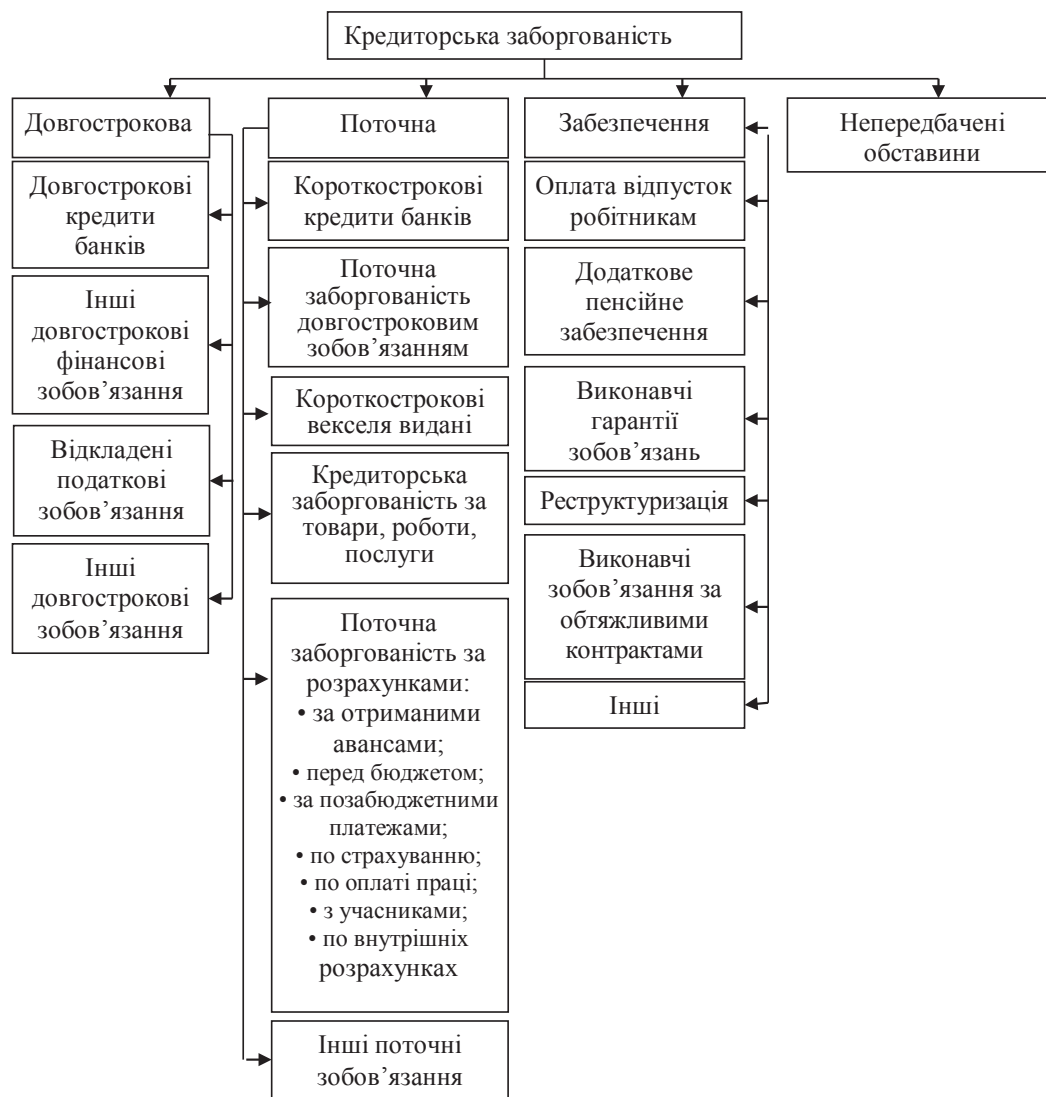 Кредиторська заборгованість
Довгострокова
Довгострокові
кредити
банків
Інші
довгострокові
фінансові
зобов’язання
Відкладені
податкові
зобов’язання
Інші
довгострокові
зобов’язання
Поточна
Короткострокові
кредити банків
Поточна
заборгованість
довгостроковим
зобов’язанням
Короткострокові
векселя видані
Кредиторська
заборгованість за
товари, роботи,
послуги
Поточна
заборгованість за
розрахунками:
• за отриманими
авансами;
• перед бюджетом;
• за позабюджетними
платежами;
• по страхуванню;
• по оплаті праці;
• з учасниками;
• по внутрішніх
розрахунках
Інші поточні
зобов’язання
Забезпечення
Оплата відпусток
робітникам
Додаткове
пенсійне
забезпечення
Виконавчі
гарантії
зобов’язань
Реструктуризація
Виконавчі
зобов’язання за
обтяжливими
контрактами
Інші
Непередбачені
обставини